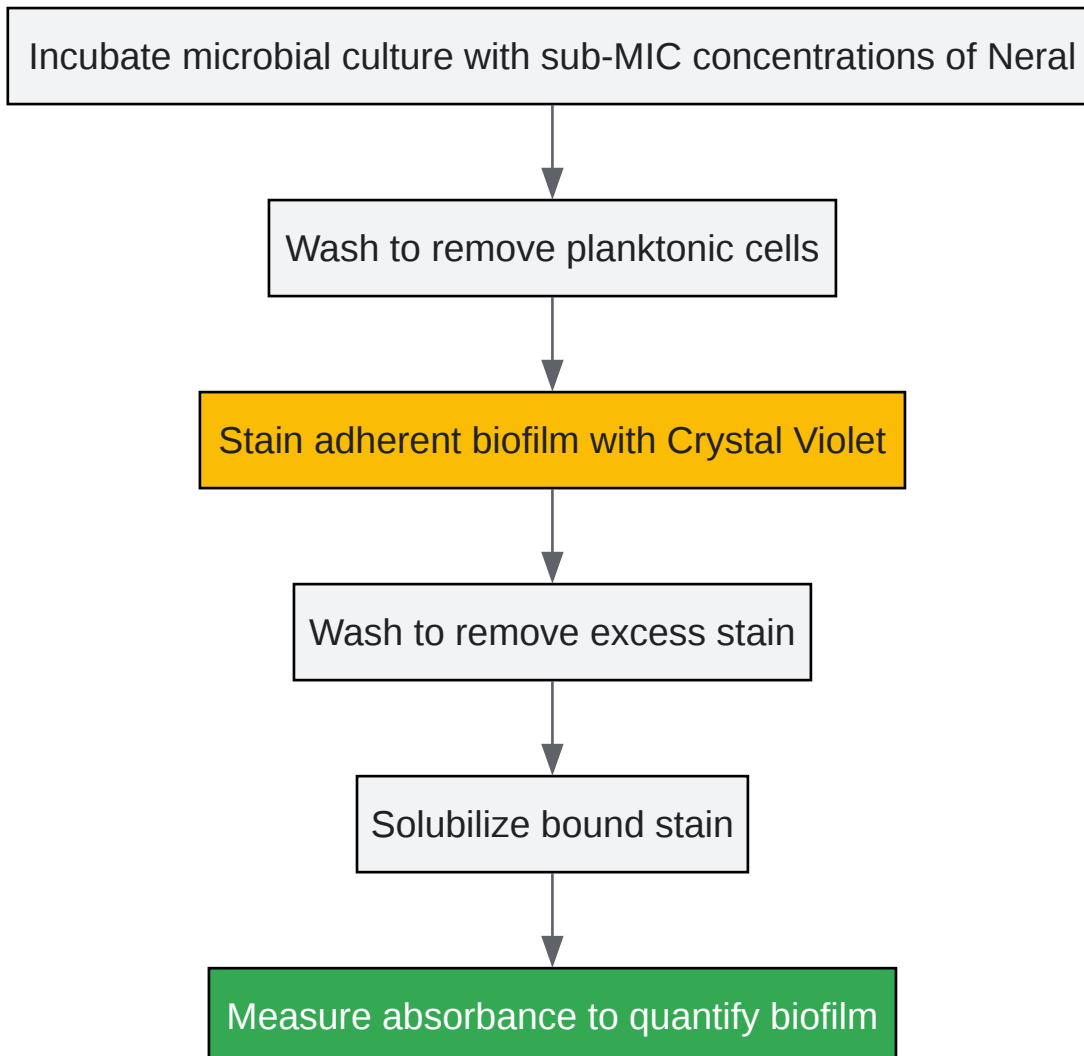 Incubate microbial culture with sub-MIC concentrations of Neral
Wash to remove planktonic cells
Stain adherent biofilm with Crystal Violet
Wash to remove excess stain
Solubilize bound stain
Measure absorbance to quantify biofilm